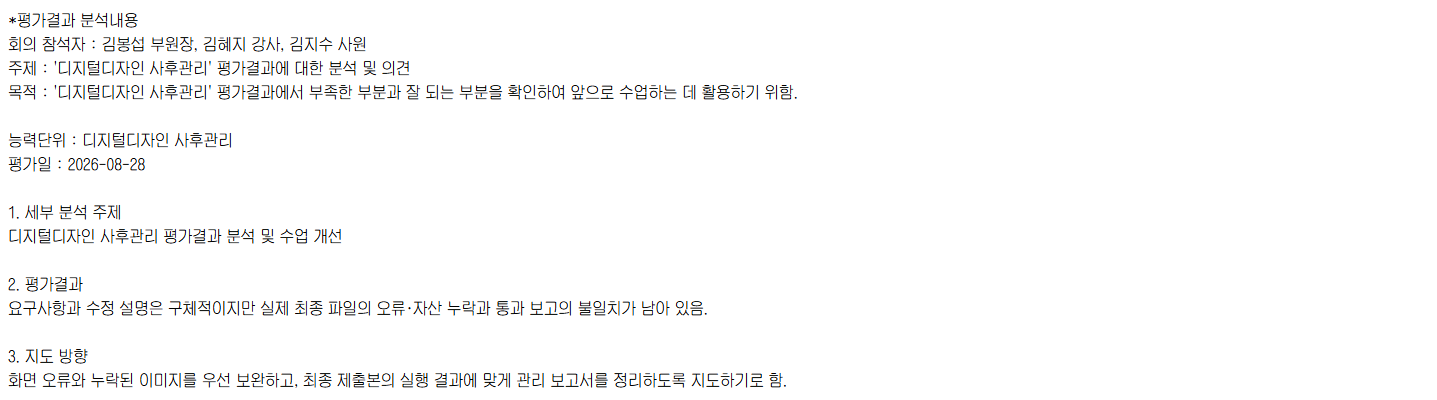 *평가결과 분석내용
회의 참석자 : 김봉섭 부원장, 김혜지 강사, 김지수 사원
주제 : '디지털디자인 사후관리' 평가결과에 대한 분석 및 의견
목적 : '디지털디자인 사후관리' 평가결과에서 부족한 부분과 잘 되는 부분을 확인하여 앞으로 수업하는 데 활용하기 위함.
능력단위 : 디지털디자인 사후관리
평가일 : 2026-08-28
1. 세부 분석 주제
디지털디자인 사후관리 평가결과 분석 및 수업 개선
2. 평가결과
요구사항과 수정 설명은 구체적이지만 실제 최종 파일의 오류·자산 누락과 통과 보고의 불일치가 남아 있음.
3. 지도 방향
화면 오류와 누락된 이미지를 우선 보완하고, 최종 제출본의 실행 결과에 맞게 관리 보고서를 정리하도록 지도하기로 함.